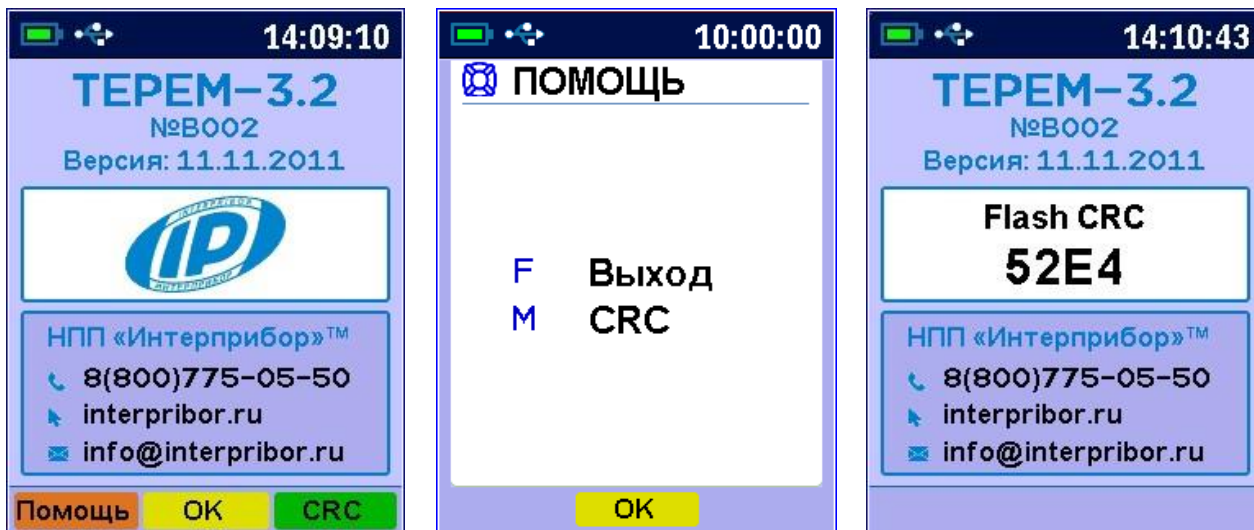 14:09:10
ТЕРЕМ–3.2
№В002
Версия: 11.11.2011
INTERPRIBOR
IP
ИНТЕРПРИБОР
НПП «Интерприбор»™
8(800)775-05-50
interpribor.ru
info@interpribor.ru
Помощь OK CRC
10:00:00
ПОМОЩЬ
F Выход
M CRC
OK
14:10:43
ТЕРЕМ–3.2
№В002
Версия: 11.11.2011
Flash CRC
52E4
НПП «Интерприбор»™
8(800)775-05-50
interpribor.ru
info@interpribor.ru